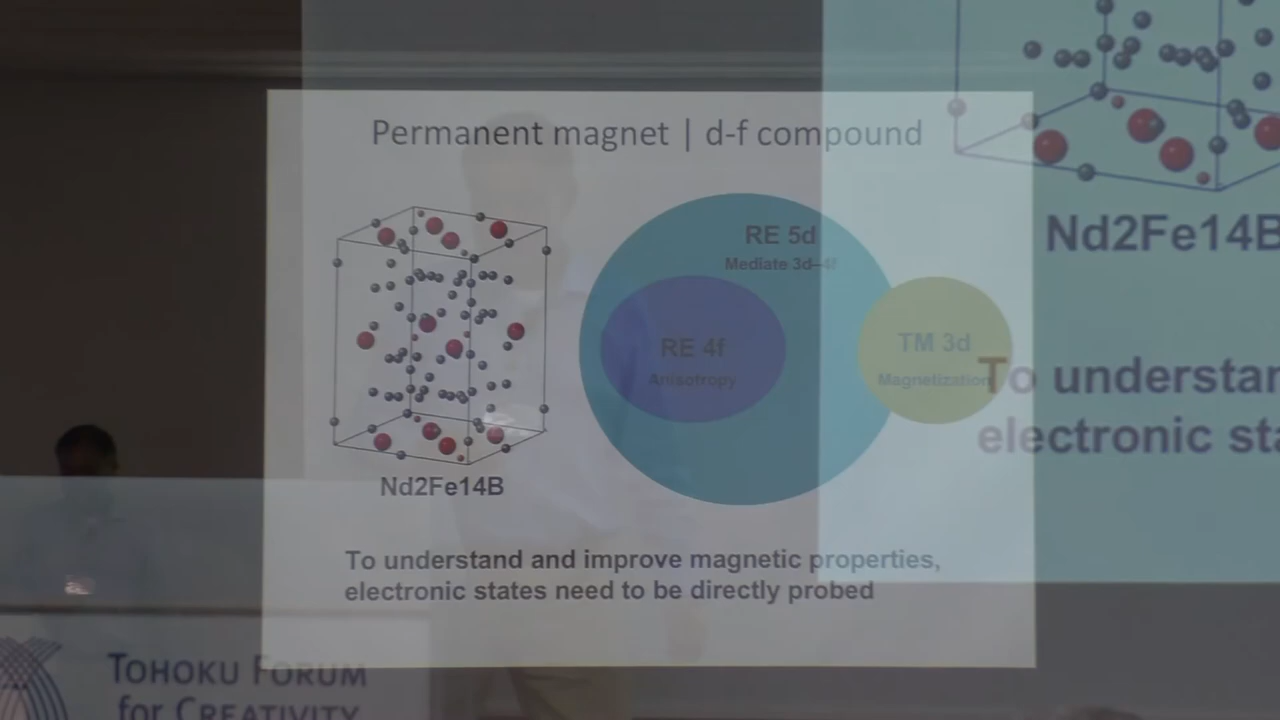 Permanent magnet | d-f compound
RE 5d
Mediate 3d–4f
RE 4f
Anisotropy
TM 3d
Magnetization
Nd2Fe14B
To understand and improve magnetic properties,
electronic states need to be directly probed
Nd2Fe14B
To understan
electronic sta
TOHOKU FORUM
for CREATIVITY